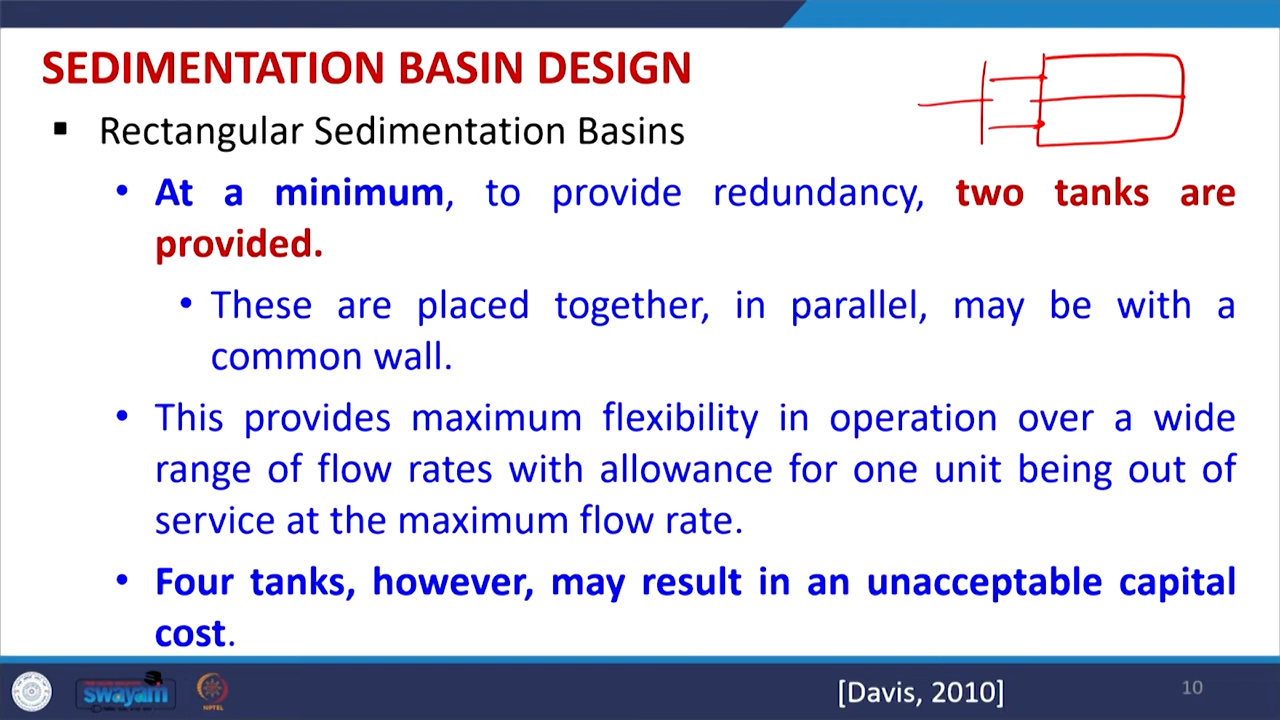 SEDIMENTATION BASIN DESIGN
▪ Rectangular Sedimentation Basins
• At a minimum, to provide redundancy, two tanks are
provided.
• These are placed together, in parallel, may be with a
common wall.
• This provides maximum flexibility in operation over a wide
range of flow rates with allowance for one unit being out of
service at the maximum flow rate.
• Four tanks, however, may result in an unacceptable capital
cost.
swayam
NPTEL
[Davis, 2010]
10